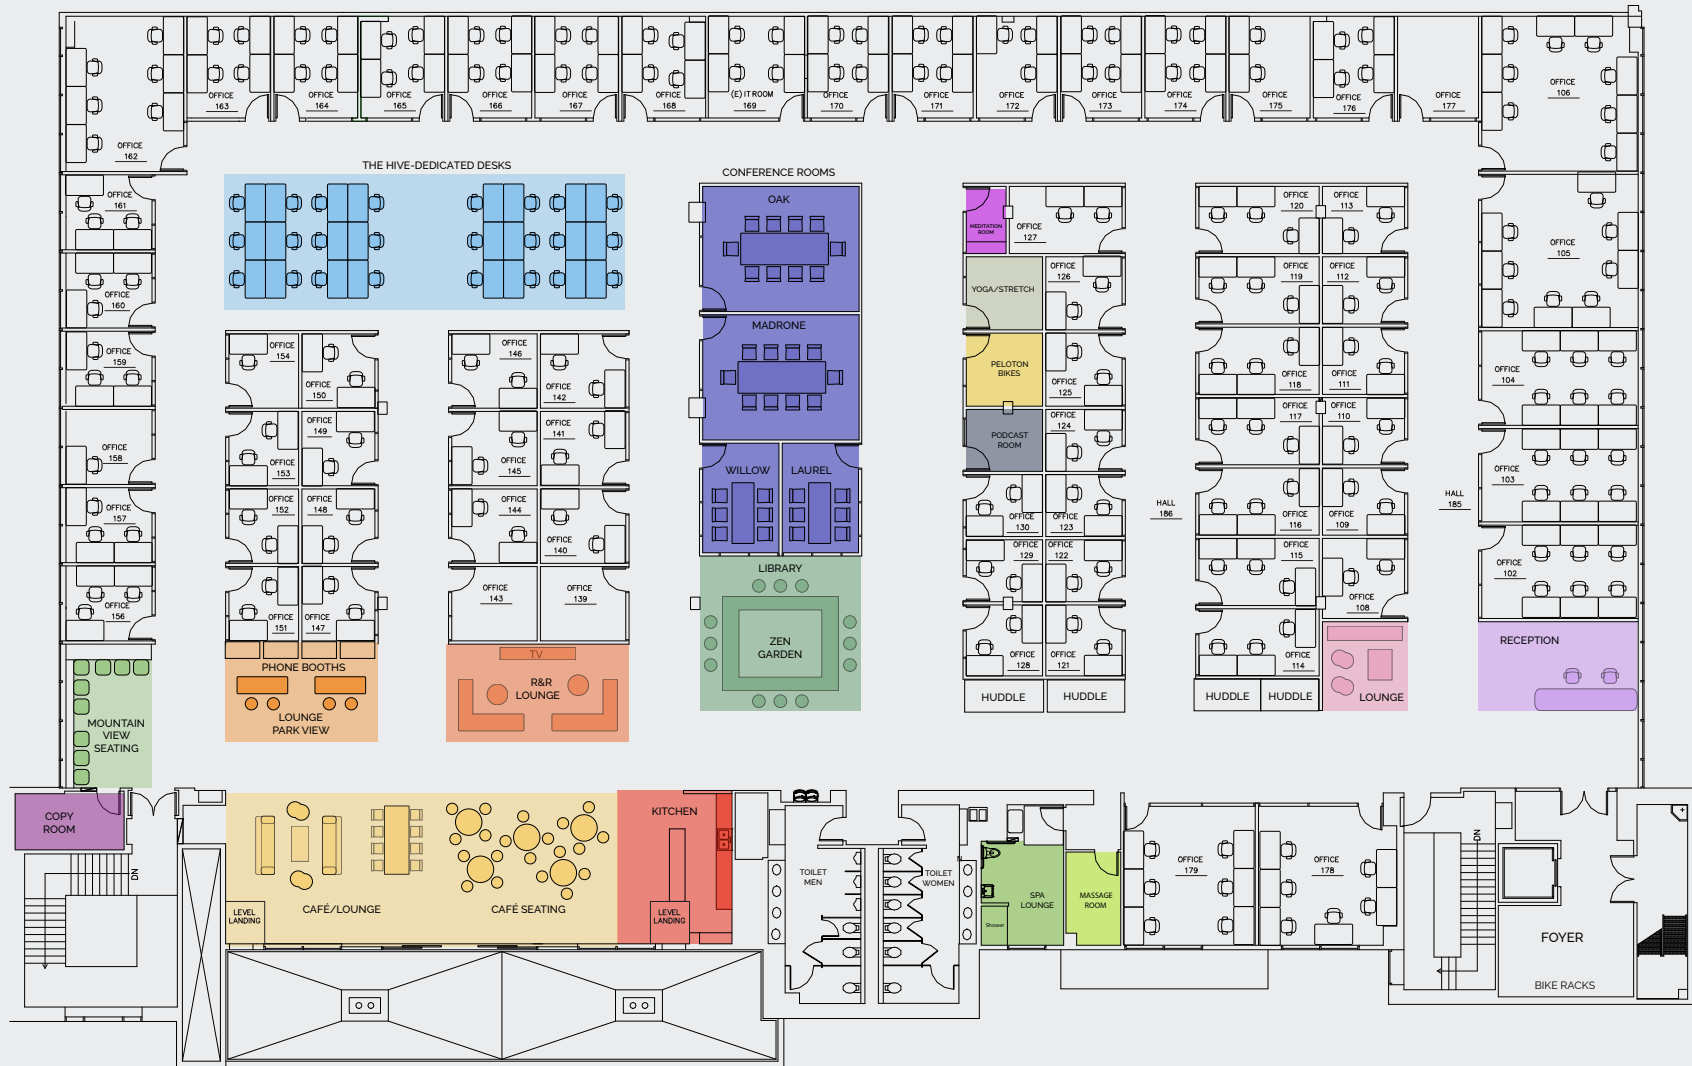 OFFICE
162
OFFICE
163
OFFICE
164
OFFICE
165
OFFICE
166
OFFICE
167
OFFICE
168
(E) IT ROOM
169
OFFICE
170
OFFICE
171
OFFICE
172
OFFICE
173
OFFICE
174
OFFICE
175
OFFICE
176
OFFICE
177
OFFICE
106
OFFICE
161
OFFICE
160
OFFICE
159
OFFICE
158
OFFICE
157
OFFICE
156
THE HIVE-DEDICATED DESKS
OFFICE
154
OFFICE
150
OFFICE
149
OFFICE
153
OFFICE
152
OFFICE
148
OFFICE
151
OFFICE
147
OFFICE
146
OFFICE
142
OFFICE
141
OFFICE
145
OFFICE
144
OFFICE
140
OFFICE
143
OFFICE
139
CONFERENCE ROOMS
OAK
MADRONE
WILLOW
LAUREL
LIBRARY
ZEN
GARDEN
MEDITATION
ROOM
OFFICE
127
YOGA/STRETCH
OFFICE
126
PELOTON
BIKES
OFFICE
125
PODCAST
ROOM
OFFICE
124
OFFICE
130
OFFICE
123
OFFICE
129
OFFICE
122
OFFICE
128
OFFICE
121
HUDDLE
HUDDLE
HALL
186
OFFICE
120
OFFICE
113
OFFICE
119
OFFICE
112
OFFICE
118
OFFICE
111
OFFICE
117
OFFICE
110
OFFICE
116
OFFICE
109
OFFICE
115
OFFICE
108
OFFICE
114
HUDDLE
HUDDLE
LOUNGE
HALL
185
OFFICE
105
OFFICE
104
OFFICE
103
OFFICE
102
RECEPTION
MOUNTAIN
VIEW
SEATING
PHONE BOOTHS
LOUNGE
PARK VIEW
TV
R&R
LOUNGE
COPY
ROOM
DN
CAFÉ/LOUNGE
CAFÉ SEATING
LEVEL
LANDING
KITCHEN
LEVEL
LANDING
TOILET
MEN
TOILET
WOMEN
SPA
LOUNGE
Shower
MASSAGE
ROOM
OFFICE
179
OFFICE
178
DN
FOYER
BIKE RACKS